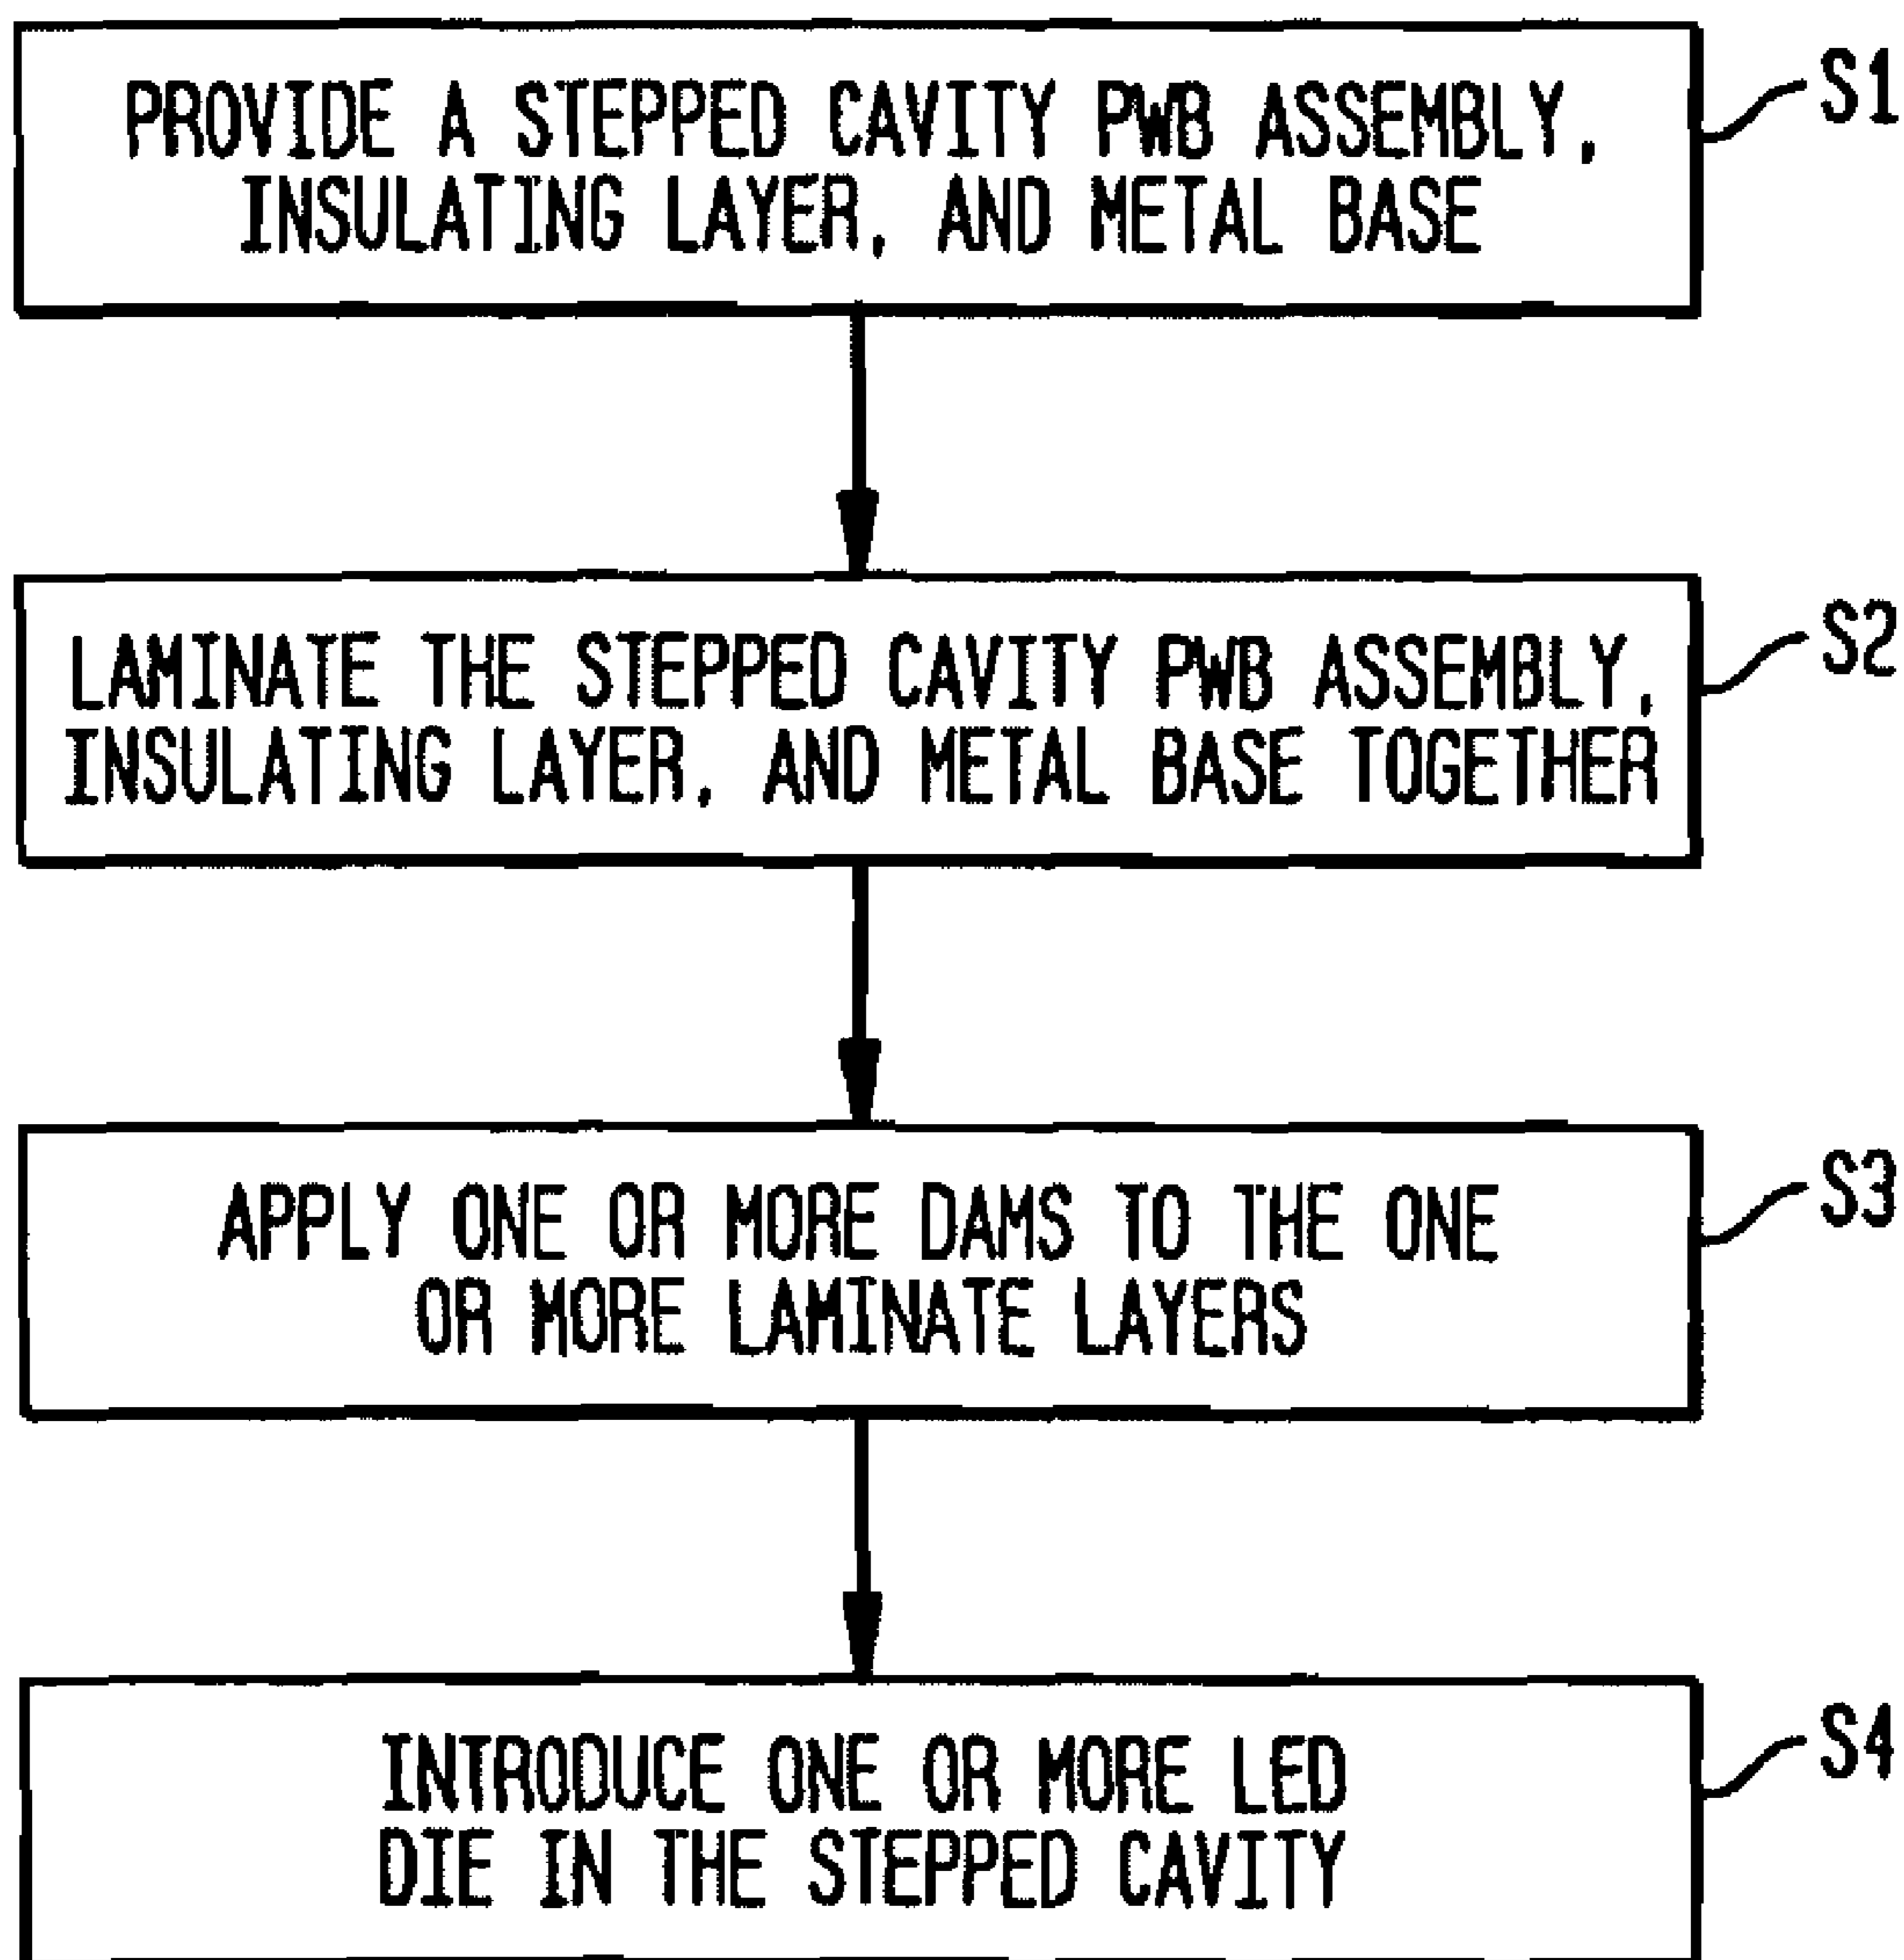 PROVIDE A STEPPED CAVITY PWB ASSEMBLY,
INSULATING LAYER, AND METAL BASE
S1
LAMINATE THE STEPPED CAVITY PWB ASSEMBLY,
INSULATING LAYER, AND METAL BASE TOGETHER
S2
APPLY ONE OR MORE DAMS TO THE ONE
OR MORE LAMINATE LAYERS
S3
INTRODUCE ONE OR MORE LED
DIE IN THE STEPPED CAVITY
S4